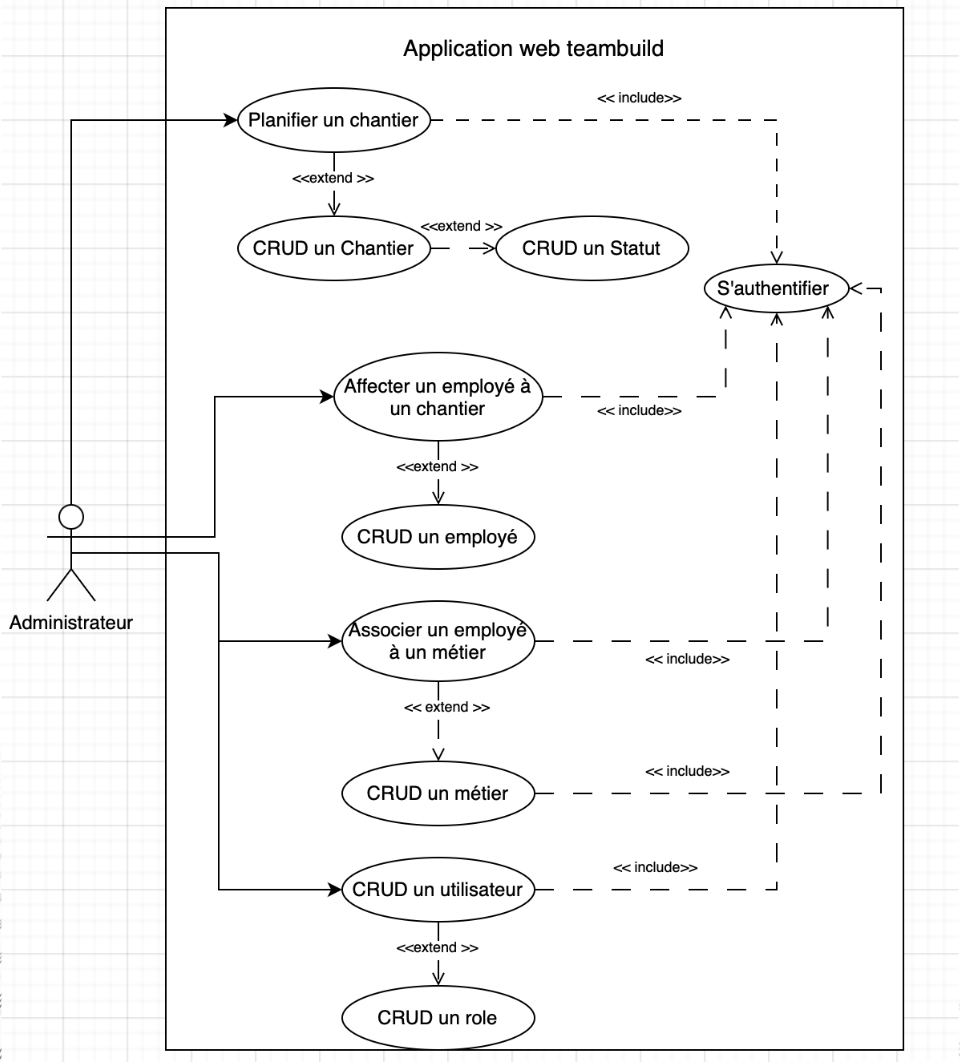 Application web teambuild
<< include>>
Planifier un chantier
<<extend >>
<<extend >>
CRUD un Chantier
CRUD un Statut
S'authentifier
Affecter un employé à
un chantier
<< include>>
<<extend >>
CRUD un employé
Administrateur
Associer un employé
à un métier
<< include>>
<< extend >>
<< include>>
CRUD un métier
<< include>>
CRUD un utilisateur
<<extend >>
CRUD un role